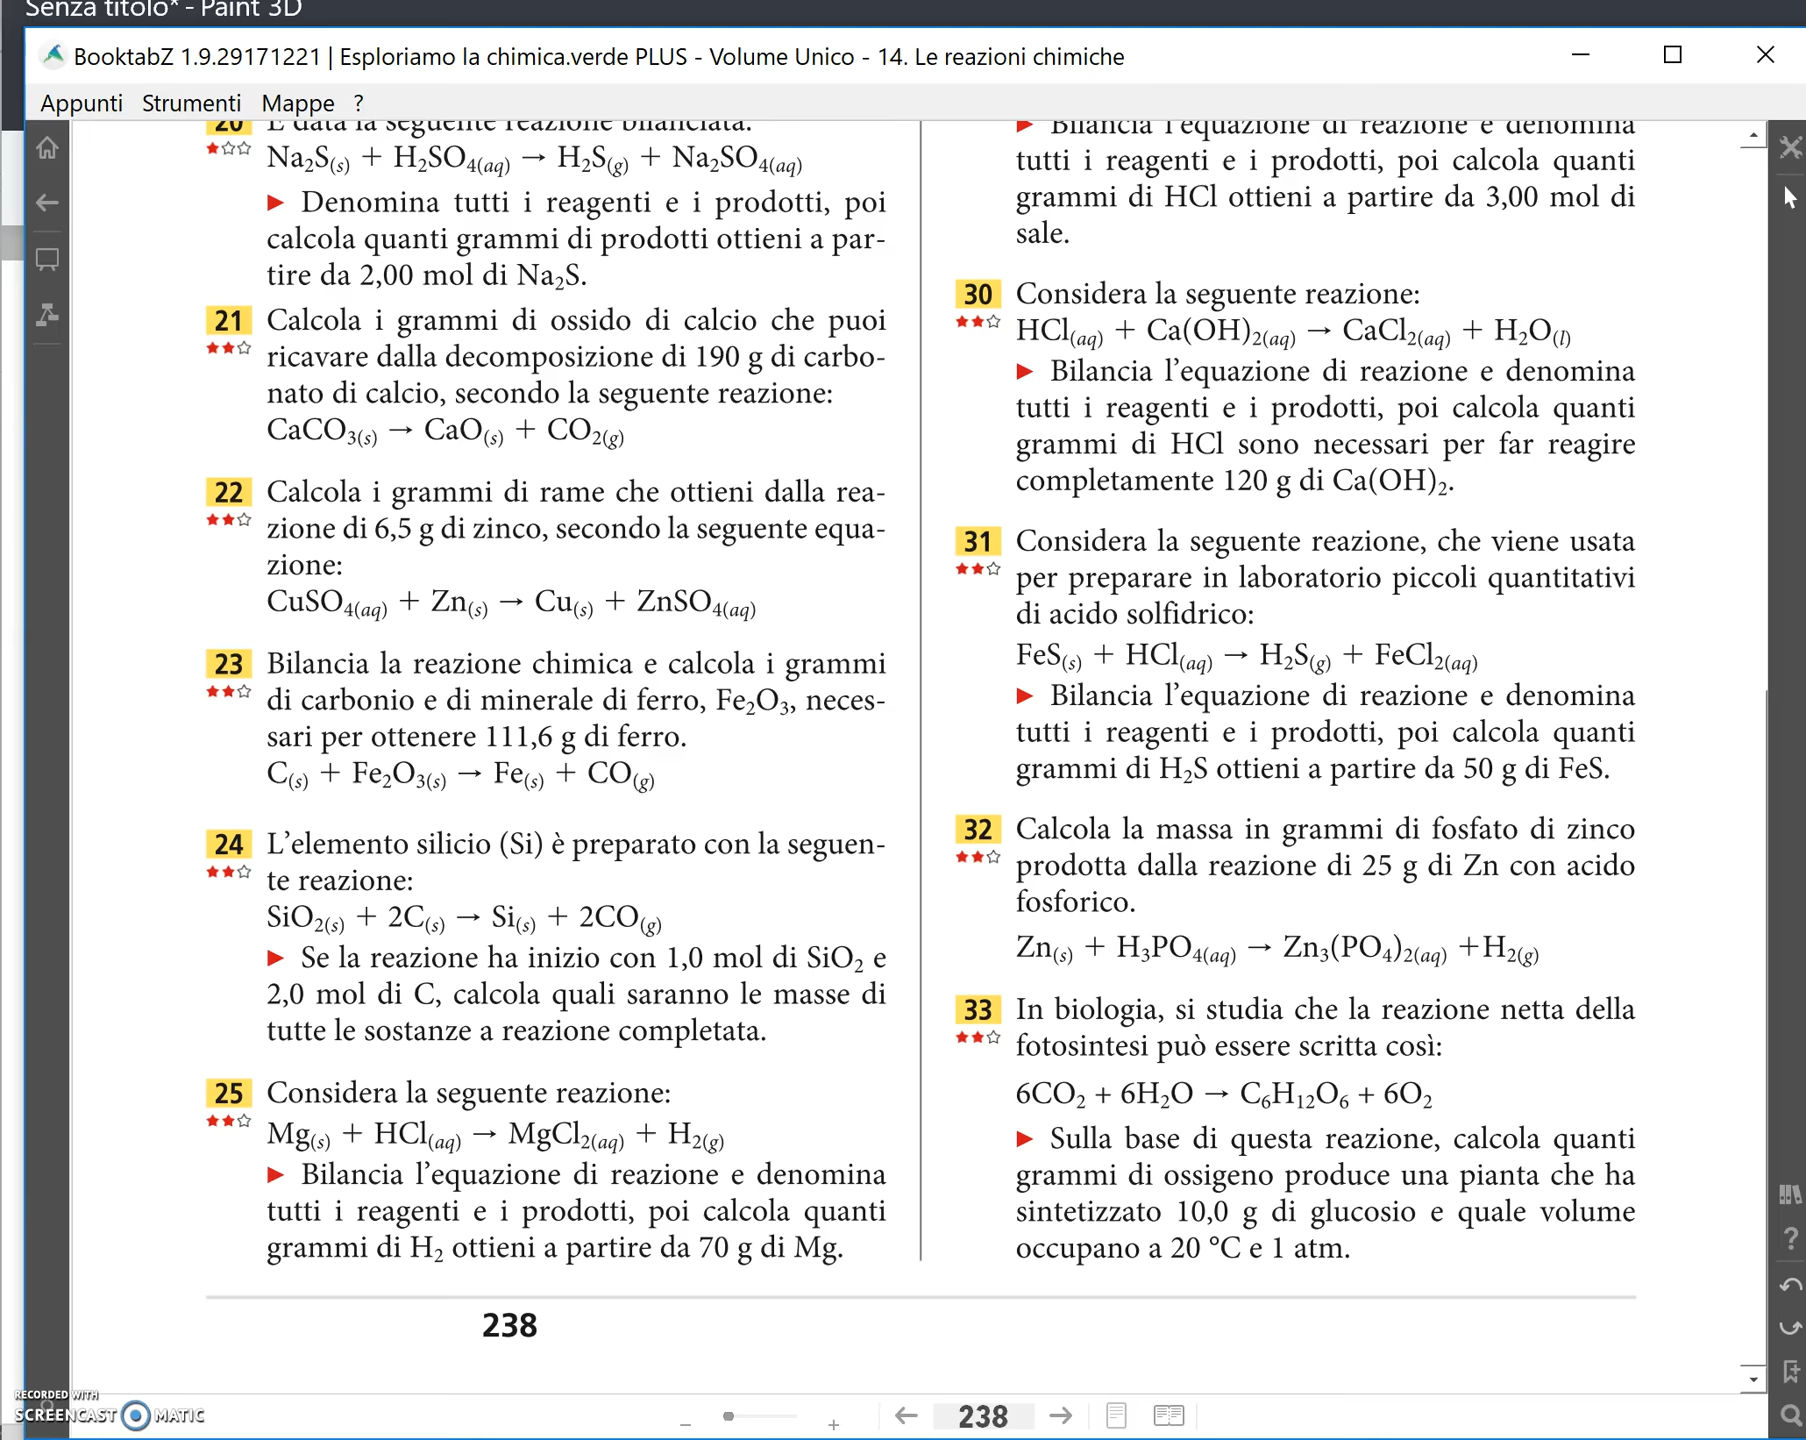 Senza titolo* - Paint 3D
BooktabZ 1.9.29171221 | Esploriamo la chimica.verde PLUS - Volume Unico - 14. Le reazioni chimiche
Appunti Strumenti Mappe ?
20 È data la seguente reazione bilanciata:
Na₂S(s) + H₂SO₄(aq) → H₂S(g) + Na₂SO₄(aq)
► Denomina tutti i reagenti e i prodotti, poi
calcola quanti grammi di prodotti ottieni a par-
tire da 2,00 mol di Na₂S.
21 Calcola i grammi di ossido di calcio che puoi
ricavare dalla decomposizione di 190 g di carbo-
nato di calcio, secondo la seguente reazione:
CaCO₃(s) → CaO(s) + CO₂(g)
22 Calcola i grammi di rame che ottieni dalla rea-
zione di 6,5 g di zinco, secondo la seguente equa-
zione:
CuSO₄(aq) + Zn(s) → Cu(s) + ZnSO₄(aq)
23 Bilancia la reazione chimica e calcola i grammi
di carbonio e di minerale di ferro, Fe₂O₃, neces-
sari per ottenere 111,6 g di ferro.
C(s) + Fe₂O₃(s) → Fe(s) + CO(g)
24 L'elemento silicio (Si) è preparato con la seguen-
te reazione:
SiO₂(s) + 2C(s) → Si(s) + 2CO(g)
► Se la reazione ha inizio con 1,0 mol di SiO₂ e
2,0 mol di C, calcola quali saranno le masse di
tutte le sostanze a reazione completata.
25 Considera la seguente reazione:
Mg(s) + HCl(aq) → MgCl₂(aq) + H₂(g)
► Bilancia l'equazione di reazione e denomina
tutti i reagenti e i prodotti, poi calcola quanti
grammi di H₂ ottieni a partire da 70 g di Mg.
► Bilancia l'equazione di reazione e denomina
tutti i reagenti e i prodotti, poi calcola quanti
grammi di HCl ottieni a partire da 3,00 mol di
sale.
30 Considera la seguente reazione:
HCl(aq) + Ca(OH)₂(aq) → CaCl₂(aq) + H₂O(l)
► Bilancia l'equazione di reazione e denomina
tutti i reagenti e i prodotti, poi calcola quanti
grammi di HCl sono necessari per far reagire
completamente 120 g di Ca(OH)₂.
31 Considera la seguente reazione, che viene usata
per preparare in laboratorio piccoli quantitativi
di acido solfidrico:
FeS(s) + HCl(aq) → H₂S(g) + FeCl₂(aq)
► Bilancia l'equazione di reazione e denomina
tutti i reagenti e i prodotti, poi calcola quanti
grammi di H₂S ottieni a partire da 50 g di FeS.
32 Calcola la massa in grammi di fosfato di zinco
prodotta dalla reazione di 25 g di Zn con acido
fosforico.
Zn(s) + H₃PO₄(aq) → Zn₃(PO₄)₂(aq) +H₂(g)
33 In biologia, si studia che la reazione netta della
fotosintesi può essere scritta così:
6CO₂ + 6H₂O → C₆H₁₂O₆ + 6O₂
► Sulla base di questa reazione, calcola quanti
grammi di ossigeno produce una pianta che ha
sintetizzato 10,0 g di glucosio e quale volume
occupano a 20 °C e 1 atm.
238
RECORDED WITH
SCREENCAST MATIC
238